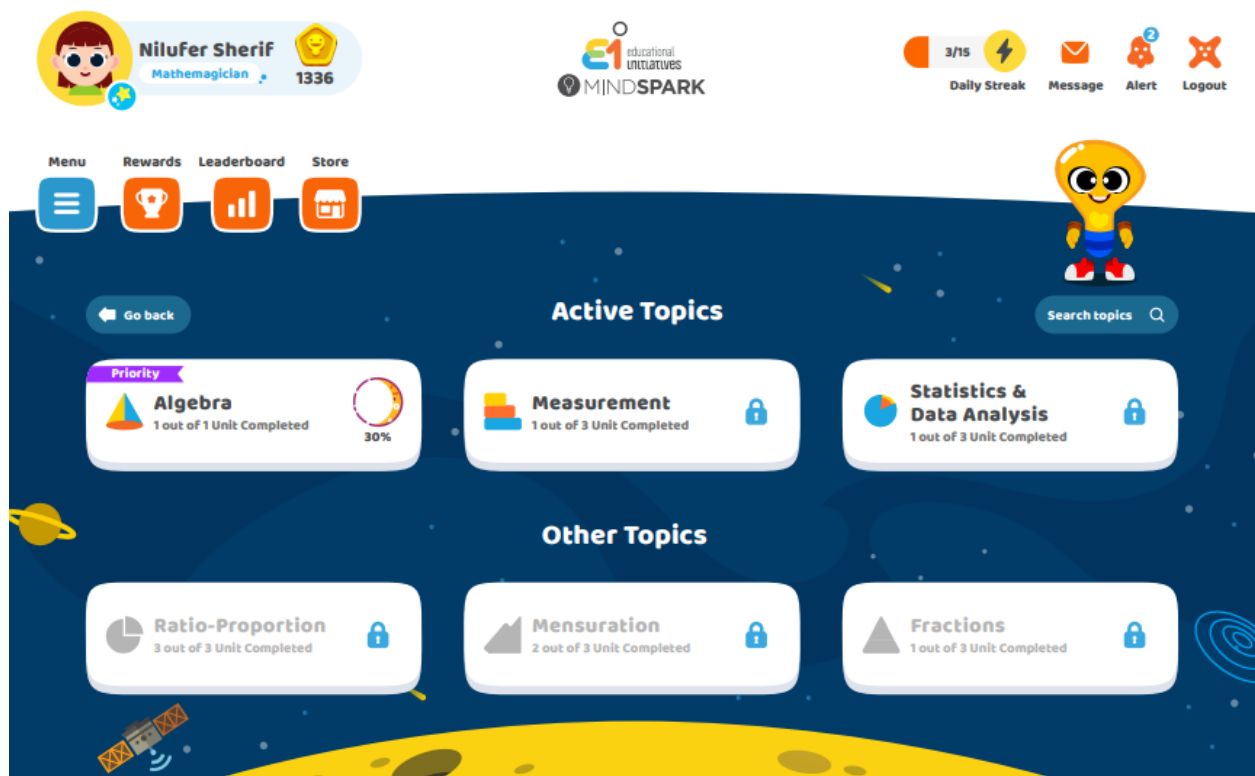 Nilufer Sherif
Mathemagician
1336
educational
initiatives
MINDSPARK
3/15
2
Daily Streak
Message
Alert
Logout
Menu
Rewards
Leaderboard
Store
Go back
Active Topics
Search topics
Priority
Algebra
1 out of 1 Unit Completed
30%
Measurement
1 out of 3 Unit Completed
Statistics &
Data Analysis
1 out of 3 Unit Completed
Other Topics
Ratio-Proportion
3 out of 3 Unit Completed
Mensuration
2 out of 3 Unit Completed
Fractions
1 out of 3 Unit Completed